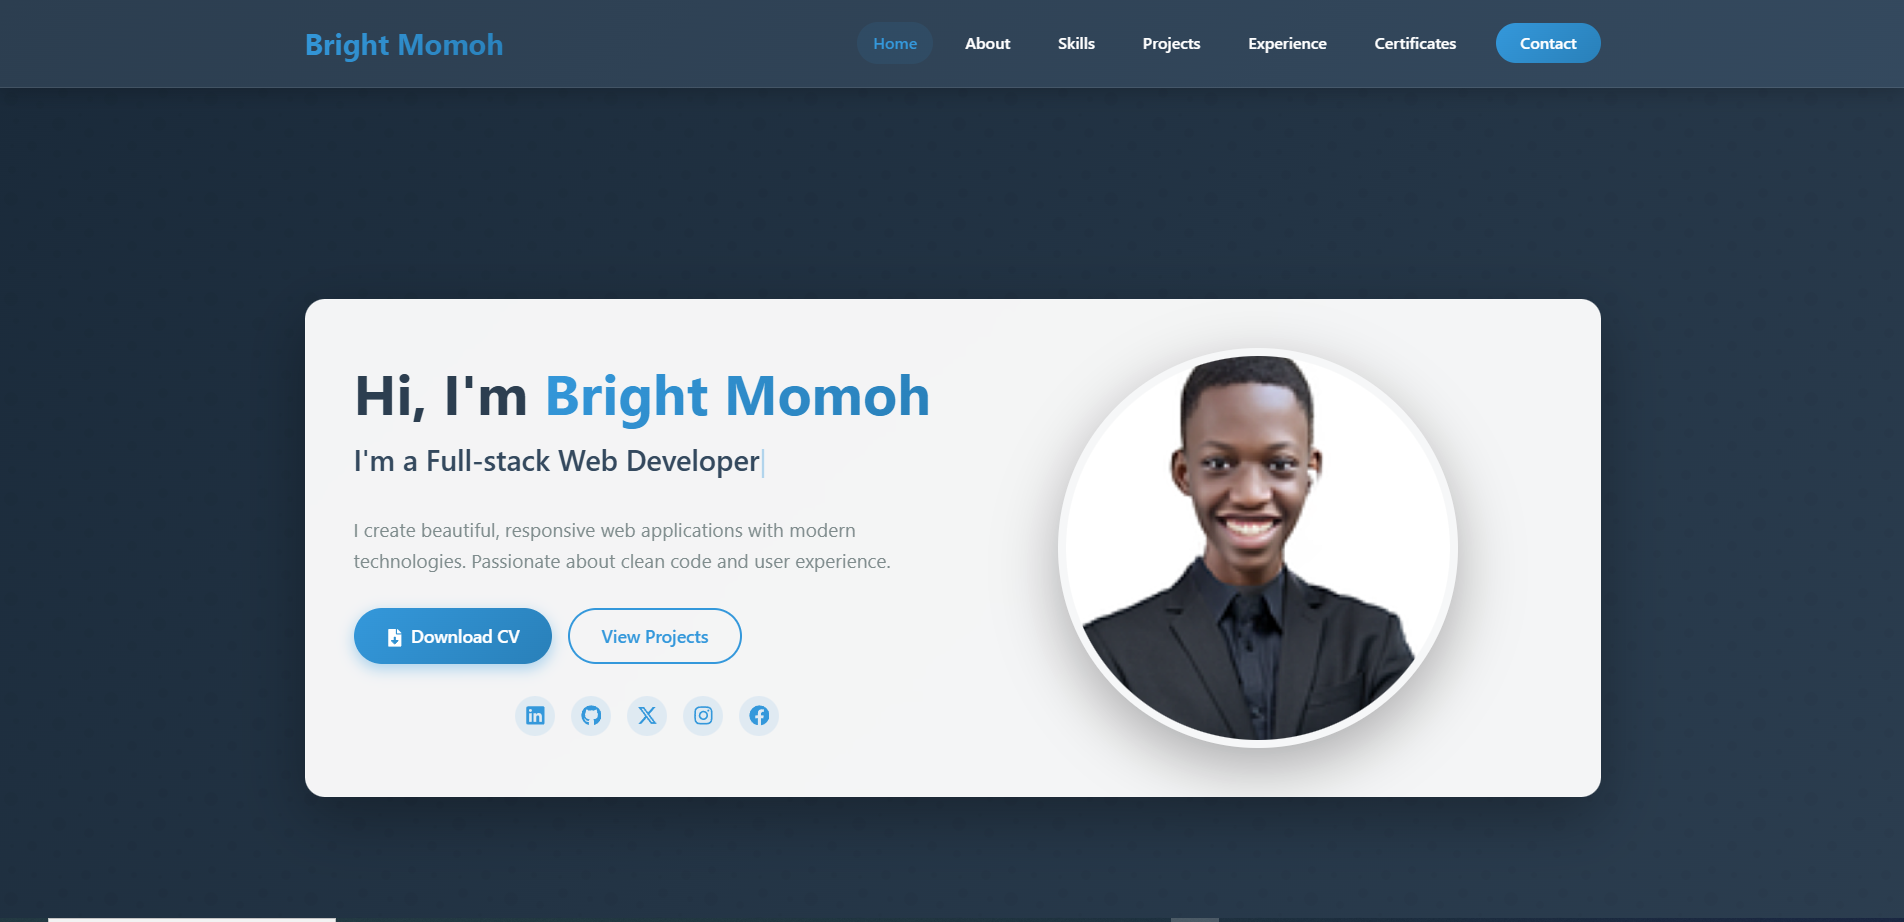 Bright Momoh
Home About Skills Projects Experience Certificates Contact
Hi, I'm Bright Momoh
I'm a Full-stack Web Developer
I create beautiful, responsive web applications with modern
technologies. Passionate about clean code and user experience.
Download CV View Projects